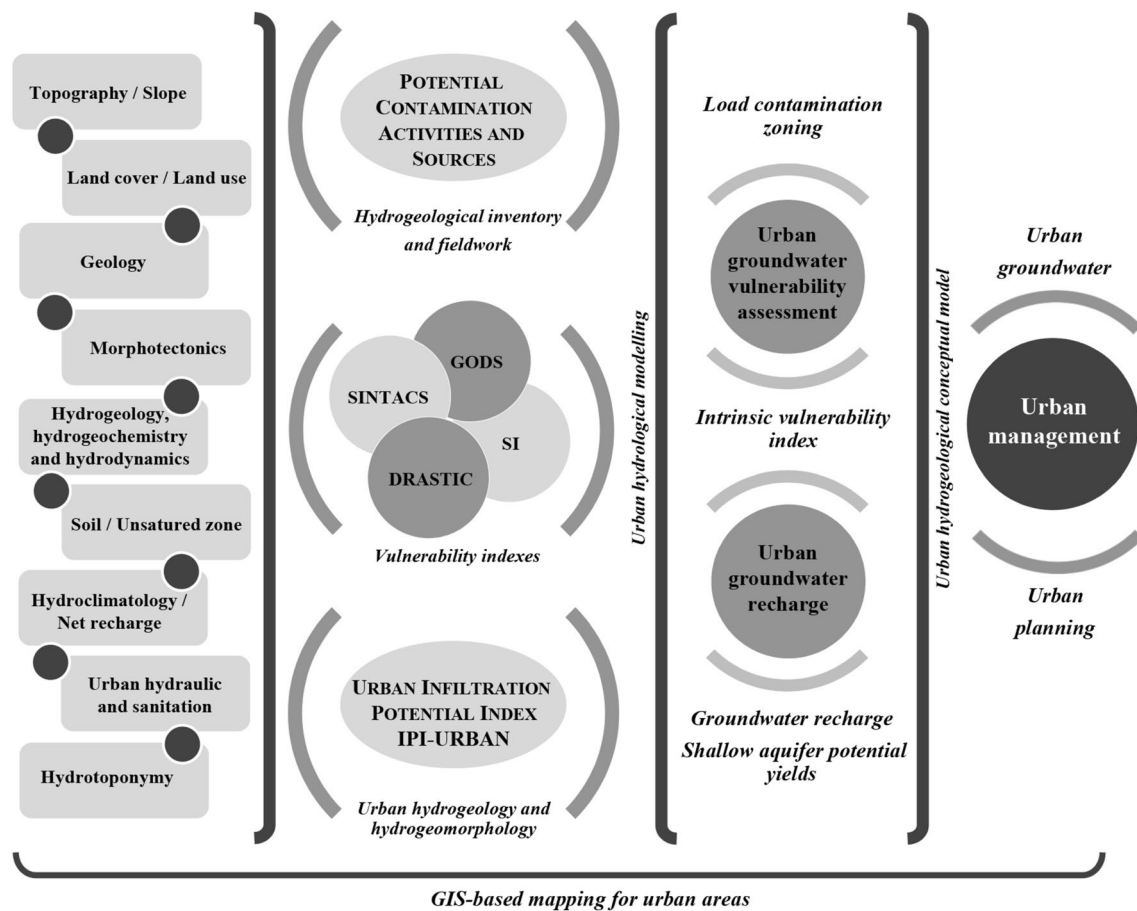 Topography / Slope
Land cover / Land use
Geology
Morphotectonics
Hydrogeology,
hydrogeochemistry
and hydrodynamics
Soil / Unsatured zone
Hydroclimatology /
Net recharge
Urban hydraulic
and sanitation
Hydrotoponymy
POTENTIAL
CONTAMINATION
ACTIVITIES AND
SOURCES
Hydrogeological inventory
and fieldwork
GODS
SINTACS
SI
DRASTIC
Vulnerability indexes
URBAN INFILTRATION
POTENTIAL INDEX
IPI-URBAN
Urban hydrogeology and
hydrogeomorphology
Urban hydrological modelling
Load contamination
zoning
Urban
groundwater
vulnerability
assessment
Intrinsic vulnerability
index
Urban
groundwater
recharge
Groundwater recharge
Shallow aquifer potential
yields
Urban hydrogeological conceptual model
Urban
groundwater
Urban
management
Urban
planning
GIS-based mapping for urban areas